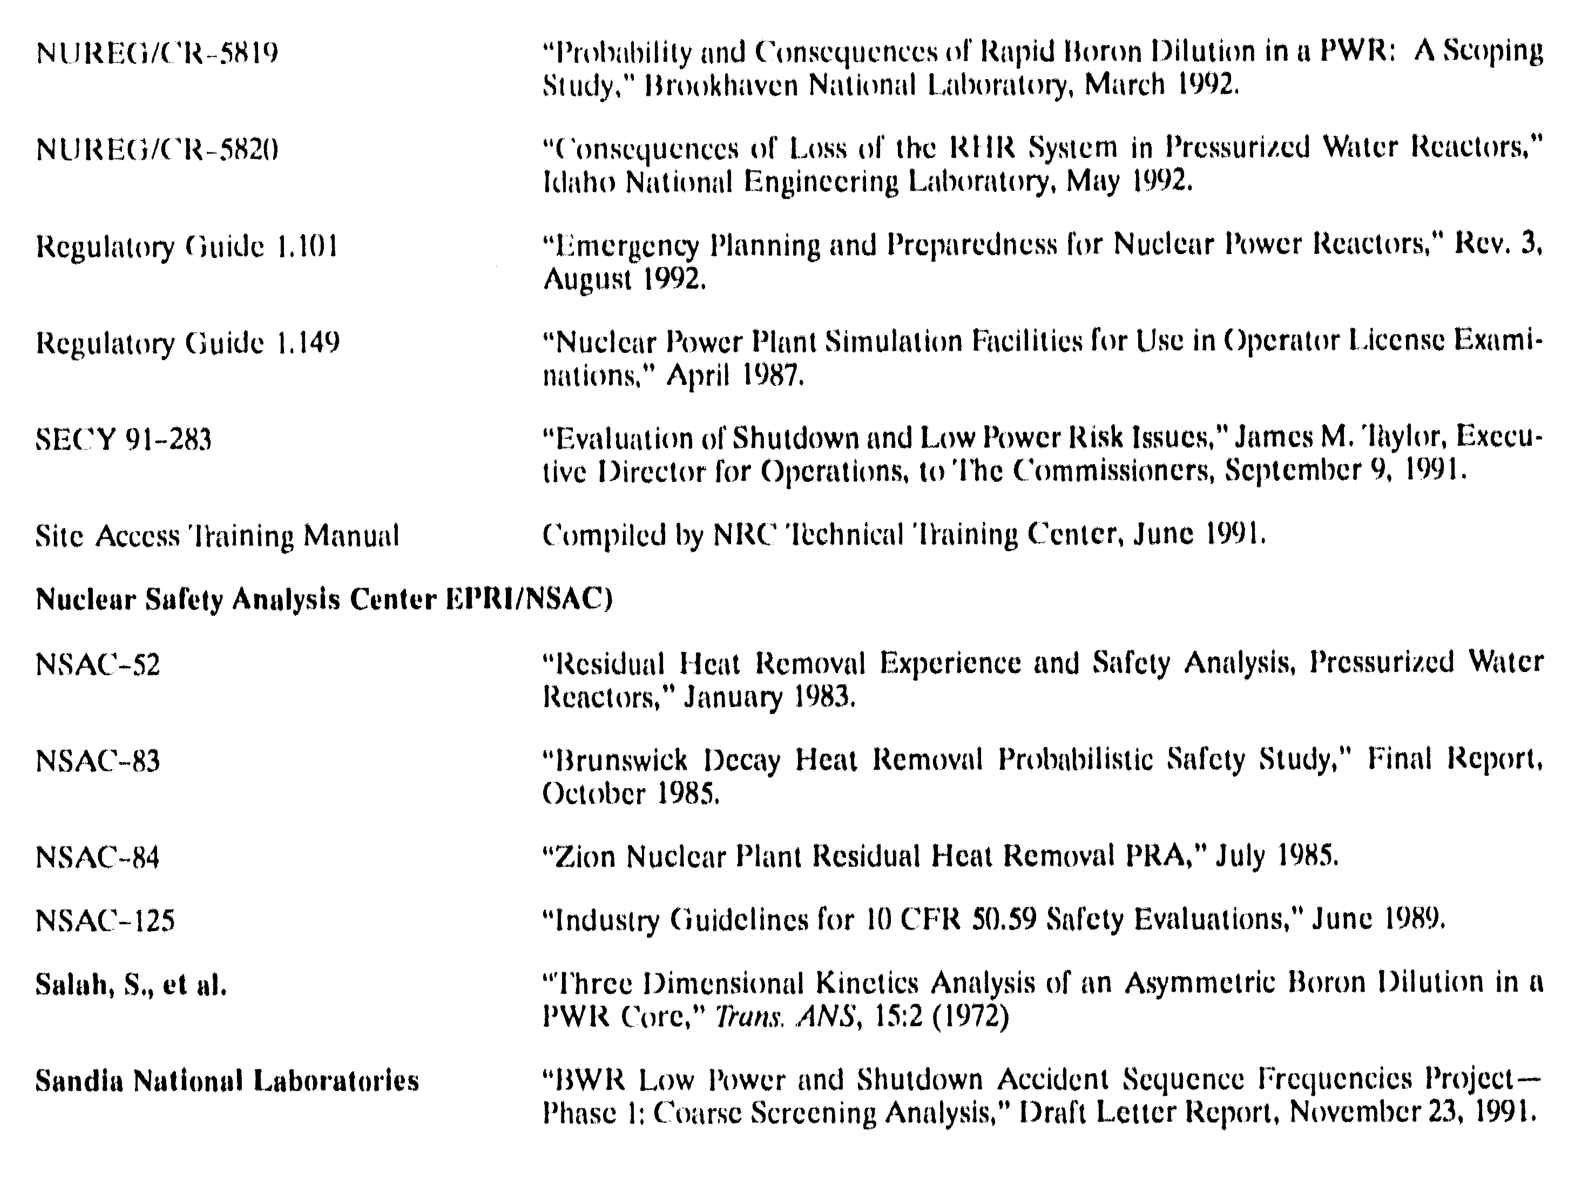 NUREG/CR-5819 "Probability and Consequences of Rapid Boron Dilution in a PWR: A Scoping
Study," Brookhaven National Laboratory, March 1992.
NUREG/CR-5820 "Consequences of Loss of the RHR System in Pressurized Water Reactors,"
Idaho National Engineering Laboratory, May 1992.
Regulatory Guide 1.101 "Emergency Planning and Preparedness for Nuclear Power Reactors," Rev. 3,
August 1992.
Regulatory Guide 1.149 "Nuclear Power Plant Simulation Facilities for Use in Operator License Exami-
nations," April 1987.
SECY 91-283 "Evaluation of Shutdown and Low Power Risk Issues," James M. Taylor, Execu-
tive Director for Operations, to The Commissioners, September 9, 1991.
Site Access Training Manual Compiled by NRC Technical Training Center, June 1991.
Nuclear Safety Analysis Center EPRI/NSAC)
NSAC-52 "Residual Heat Removal Experience and Safety Analysis, Pressurized Water
Reactors," January 1983.
NSAC-83 "Brunswick Decay Heat Removal Probabilistic Safety Study," Final Report,
October 1985.
NSAC-84 "Zion Nuclear Plant Residual Heat Removal PRA," July 1985.
NSAC-125 "Industry Guidelines for 10 CFR 50.59 Safety Evaluations," June 1989.
Salah, S., et al. "Three Dimensional Kinetics Analysis of an Asymmetric Boron Dilution in a
PWR Core," Trans. ANS, 15:2 (1972)
Sandia National Laboratories "BWR Low Power and Shutdown Accident Sequence Frequencies Project—
Phase 1: Coarse Screening Analysis," Draft Letter Report, November 23, 1991.